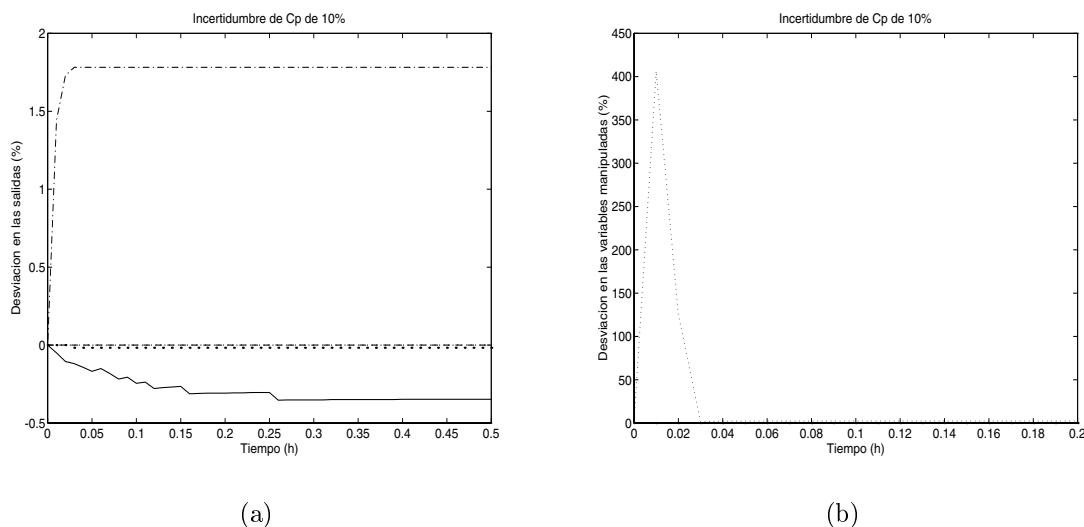 Incertidumbre de Cp de 10%
Desviacion en las salidas (%)
2
1.5
1
0.5
0
-0.5
0 0.05 0.1 0.15 0.2 0.25 0.3 0.35 0.4 0.45 0.5
Tiempo (h)
(a)
Incertidumbre de Cp de 10%
Desviacion en las variables manipuladas (%)
450
400
350
300
250
200
150
100
50
0
0 0.02 0.04 0.06 0.08 0.1 0.12 0.14 0.16 0.18 0.2
Tiempo (h)
(b)